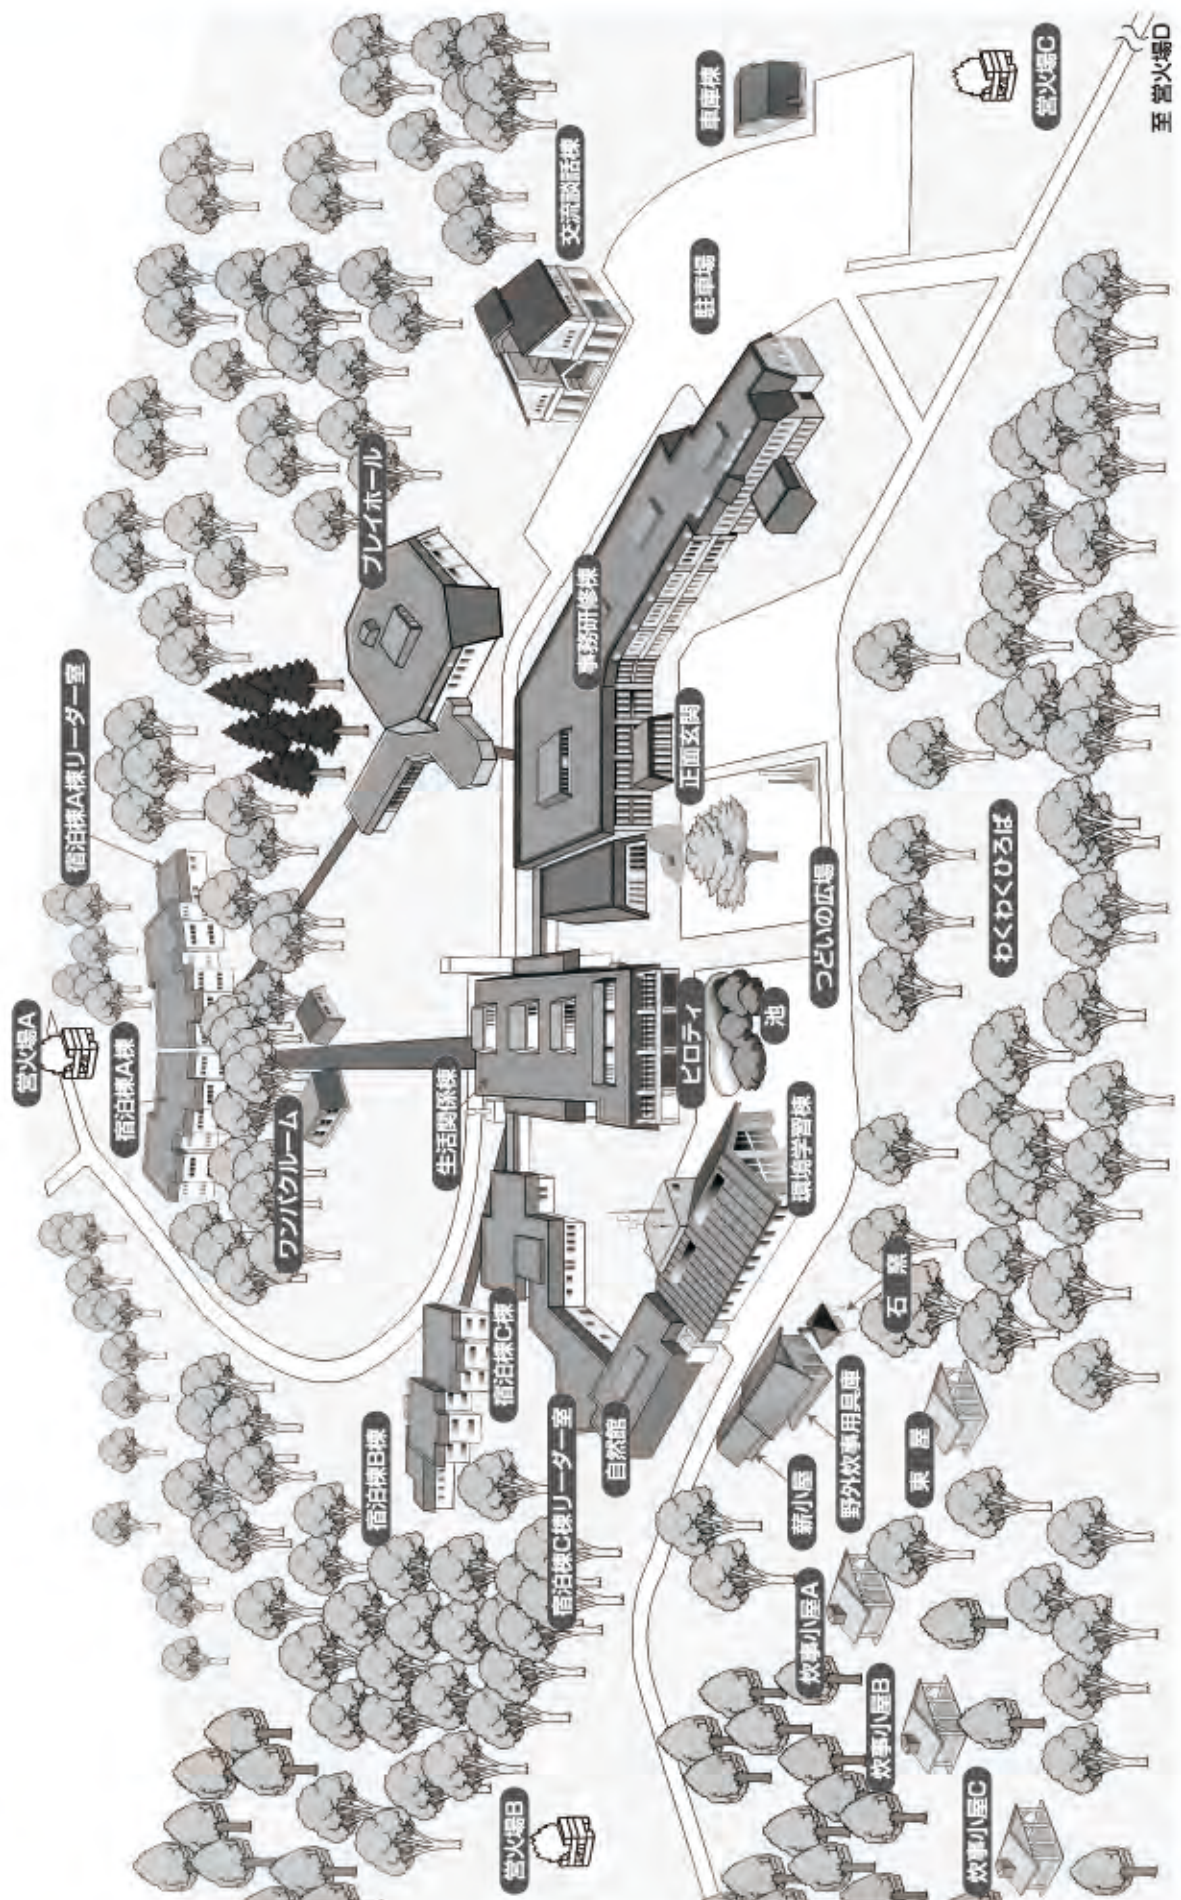 営火場A
宿泊棟A棟リーダー室
宿泊棟A棟
ワンパクルーム
プレイホール
交流談話棟
車庫棟
営火場C
至 営火場D
駐車場
事務研修棟
正面玄関
生活関係棟
ピロティ
池
つどいの広場
わくわくひろば
環境学習棟
宿泊棟C棟
宿泊棟B棟
宿泊棟C棟リーダー室
自然館
石窯
野外炊事用具庫
薪小屋
東屋
炊事小屋A
炊事小屋B
炊事小屋C
営火場B